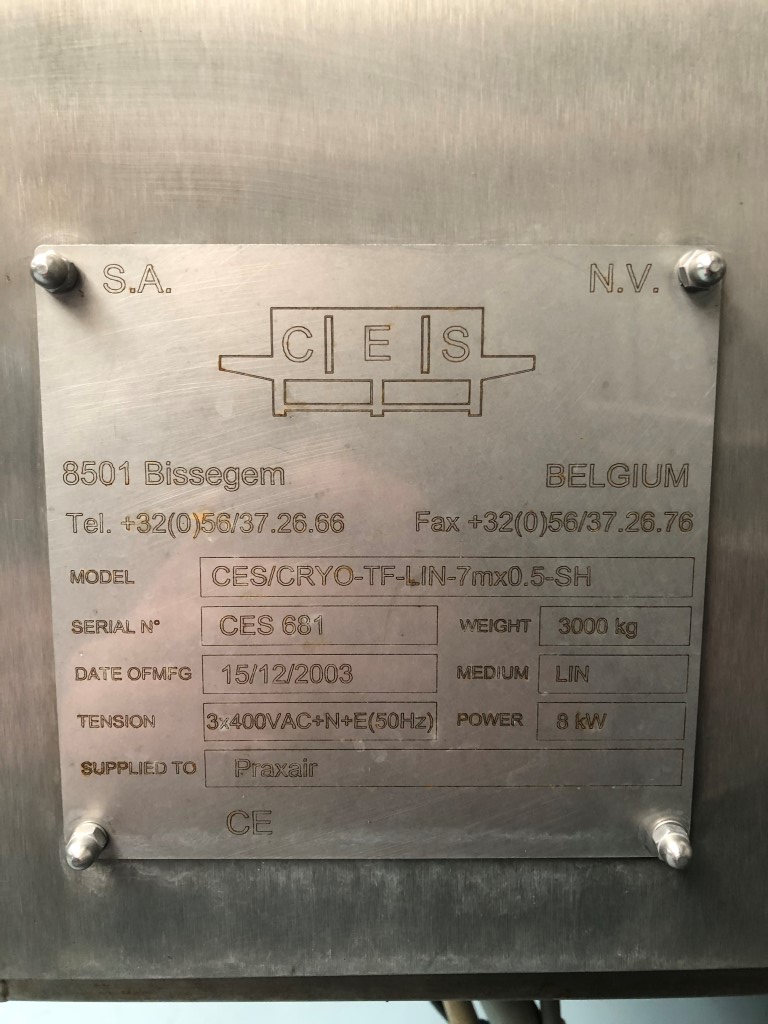 S.A. N.V.
C E S
8501 Bissegem BELGIUM
Tel. +32(0)56/37.26.66 Fax +32(0)56/37.26.76
MODEL CES/CRYO-TF-LIN-7mx0.5-SH
SERIAL N° CES 681 WEIGHT 3000 kg
DATE OFMFG 15/12/2003 MEDIUM LIN
TENSION 3x400VAC+N+E(50Hz) POWER 8 kW
SUPPLIED TO Praxair
CE